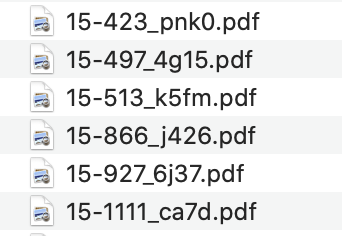 15-423_pnk0.pdf
15-497_4g15.pdf
15-513_k5fm.pdf
15-866_j426.pdf
15-927_6j37.pdf
15-1111_ca7d.pdf